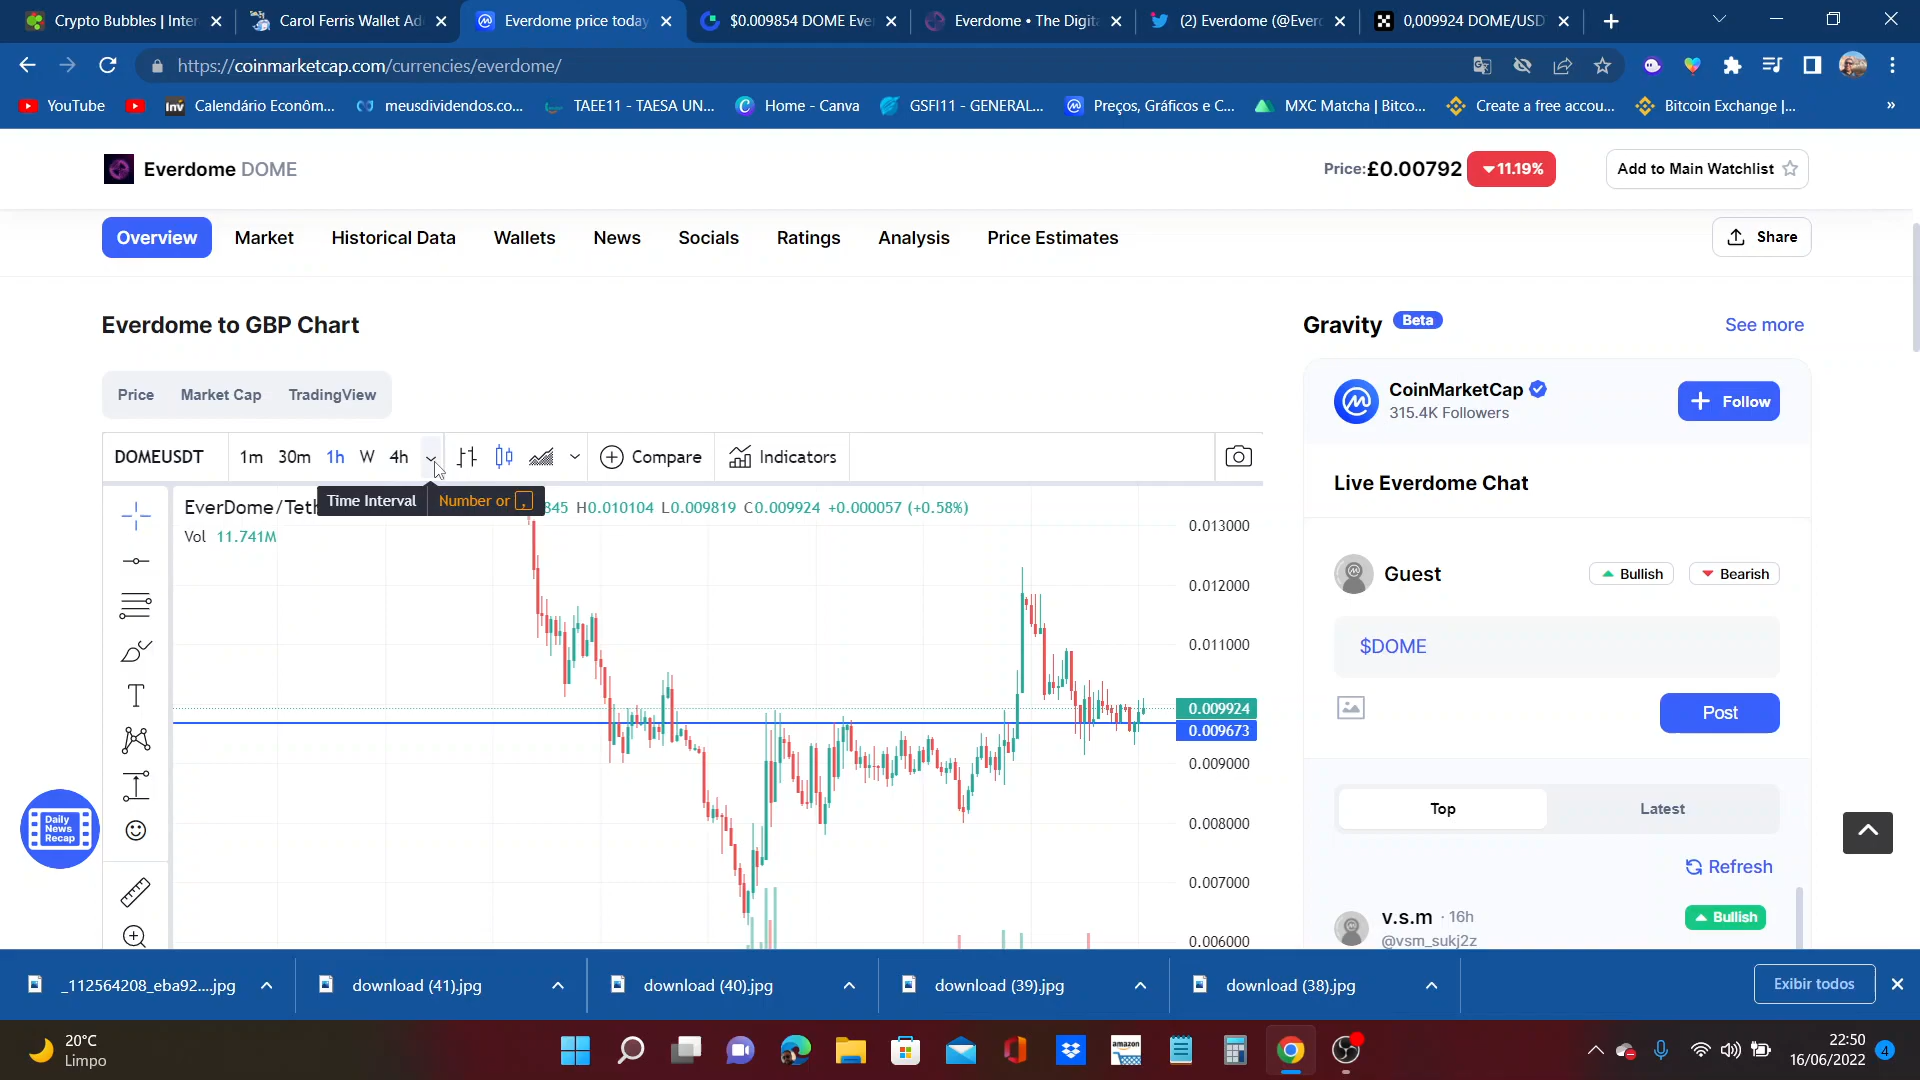 Crypto Bubbles | Inter
Carol Ferris Wallet Ad
Everdome price today
$0.009854 DOME Eve
Everdome • The Digit
(2) Everdome (@Ever
0,009924 DOME/USD
https://coinmarketcap.com/currencies/everdome/
YouTube
Inv
Calendário Econôm...
meusdividendos.co...
TAEE11 - TAESA UN...
Home - Canva
GSFI11 - GENERAL...
Preços, Gráficos e C...
MXC Matcha | Bitco...
Create a free accou...
Bitcoin Exchange |...
»
Everdome DOME
Price:£0.00792
11.19%
Add to Main Watchlist
Overview
Market
Historical Data
Wallets
News
Socials
Ratings
Analysis
Price Estimates
Share
Everdome to GBP Chart
Price
Market Cap
TradingView
DOMEUSDT
1m
30m
1h
W
4h
Compare
Indicators
Time Interval
Number or ,
EverDome/Teth
845 H0.010104 L0.009819 C0.009924 +0.000057 (+0.58%)
Vol 11.741M
0.013000
0.012000
0.011000
0.009924
0.009673
0.009000
0.008000
0.007000
0.006000
T
Daily
News
Recap
Gravity
Beta
See more
CoinMarketCap
315.4K Followers
Follow
Live Everdome Chat
Guest
Bullish
Bearish
$DOME
Post
Top
Latest
Refresh
v.s.m · 16h
@vsm_sukj2z
Bullish
_112564208_eba92....jpg
download (41).jpg
download (40).jpg
download (39).jpg
download (38).jpg
Exibir todos
20°C
Limpo
amazon
22:50
16/06/2022
4